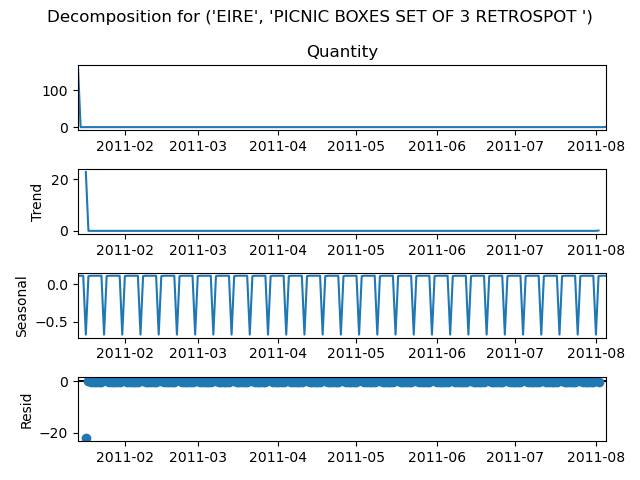 Decomposition for ('EIRE', 'PICNIC BOXES SET OF 3 RETROSPOT ')
Quantity
100
0
2011-02 2011-03 2011-04 2011-05 2011-06 2011-07 2011-08
Trend
20
0
2011-02 2011-03 2011-04 2011-05 2011-06 2011-07 2011-08
Seasonal
0.0
−0.5
2011-02 2011-03 2011-04 2011-05 2011-06 2011-07 2011-08
Resid
0
−20
2011-02 2011-03 2011-04 2011-05 2011-06 2011-07 2011-08